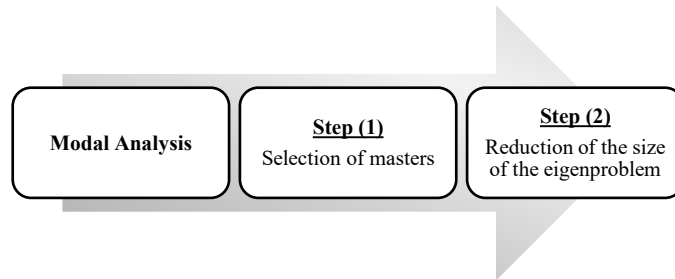 Modal Analysis
Step (1)
Selection of masters
Step (2)
Reduction of the size
of the eigenproblem